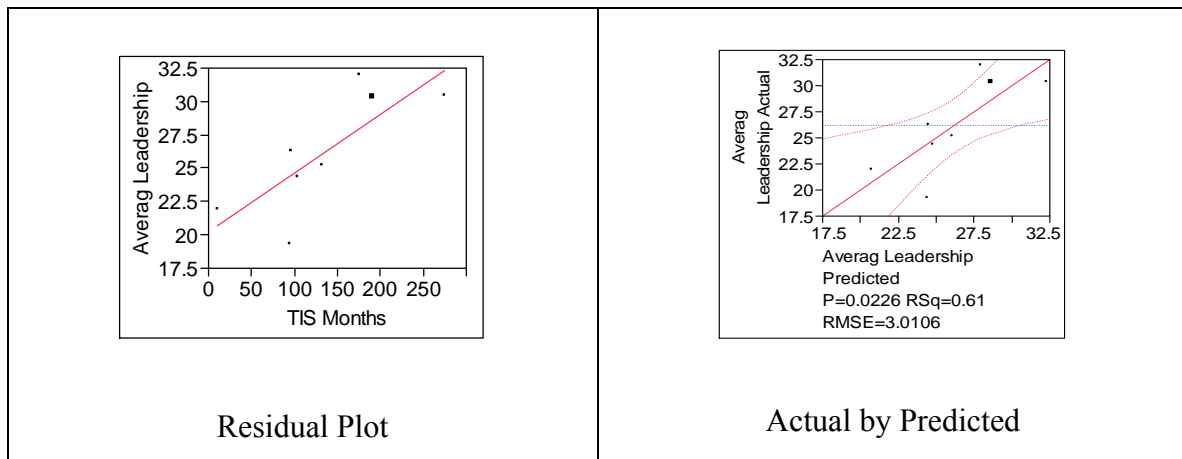 32.5
30
27.5
25
22.5
20
17.5
Averag Leadership
0 50 100 150 200 250
TIS Months
Residual Plot
32.5
30
27.5
25
22.5
20
17.5
Averag
Leadership Actual
17.5 22.5 27.5 32.5
Averag Leadership
Predicted
P=0.0226 RSq=0.61
RMSE=3.0106
Actual by Predicted